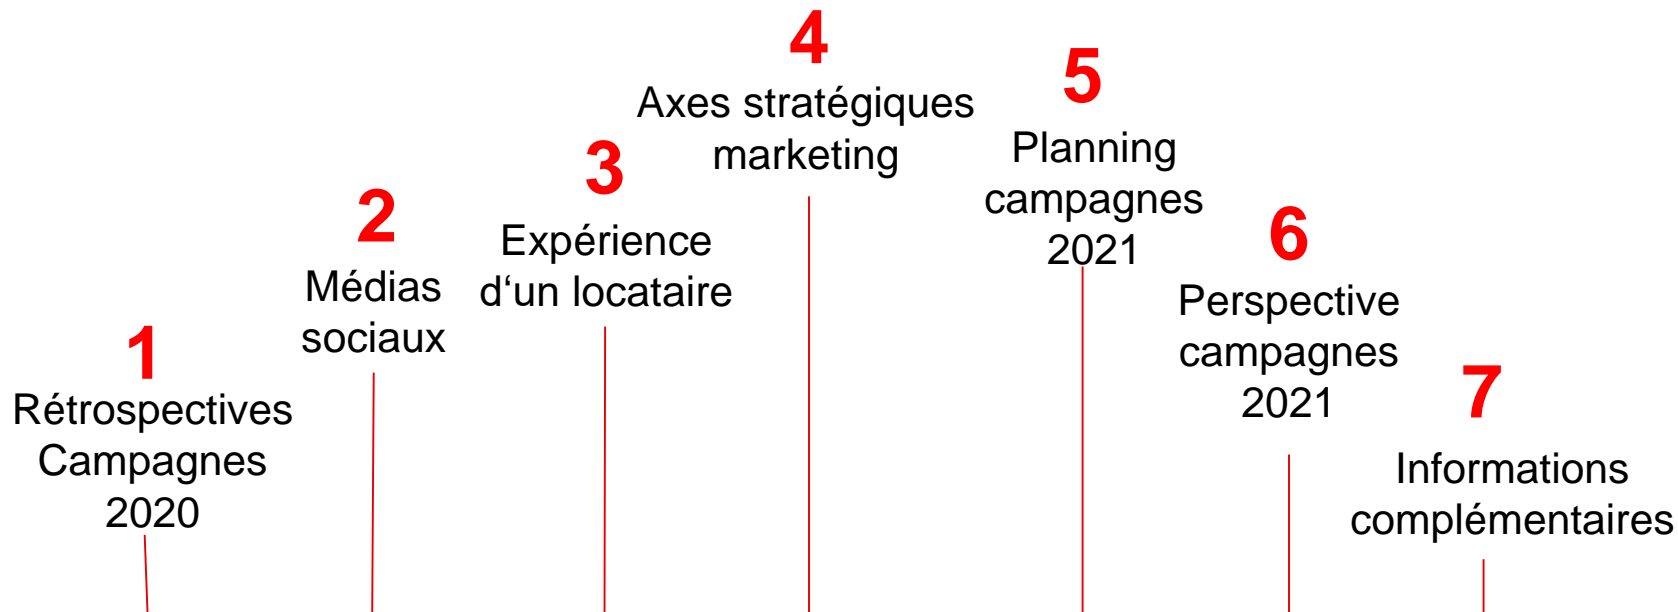 1
Rétrospectives
Campagnes
2020
2
Médias
sociaux
3
Expérience
d‘un locataire
4
Axes stratégiques
marketing
5
Planning
campagnes
2021
6
Perspective
campagnes
2021
7
Informations
complémentaires